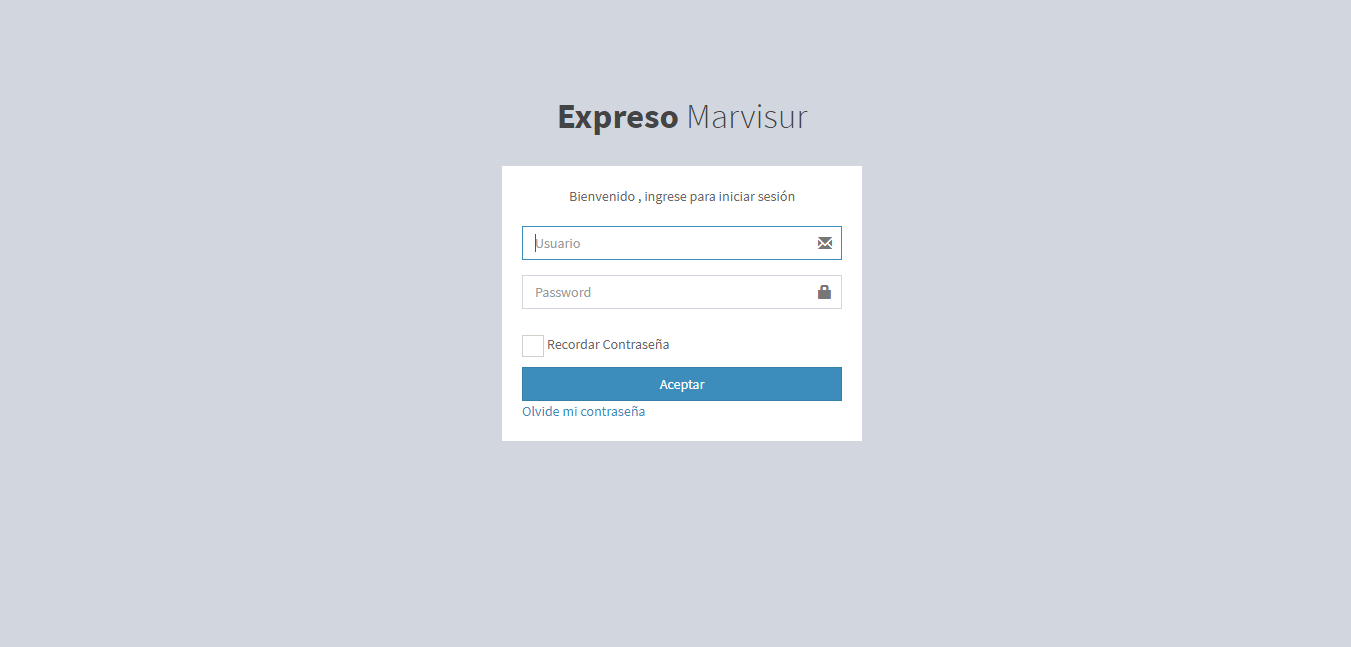 Expreso Marvisur
Bienvenido , ingrese para iniciar sesión
Usuario
Password
Recordar Contraseña
Aceptar
Olvide mi contraseña